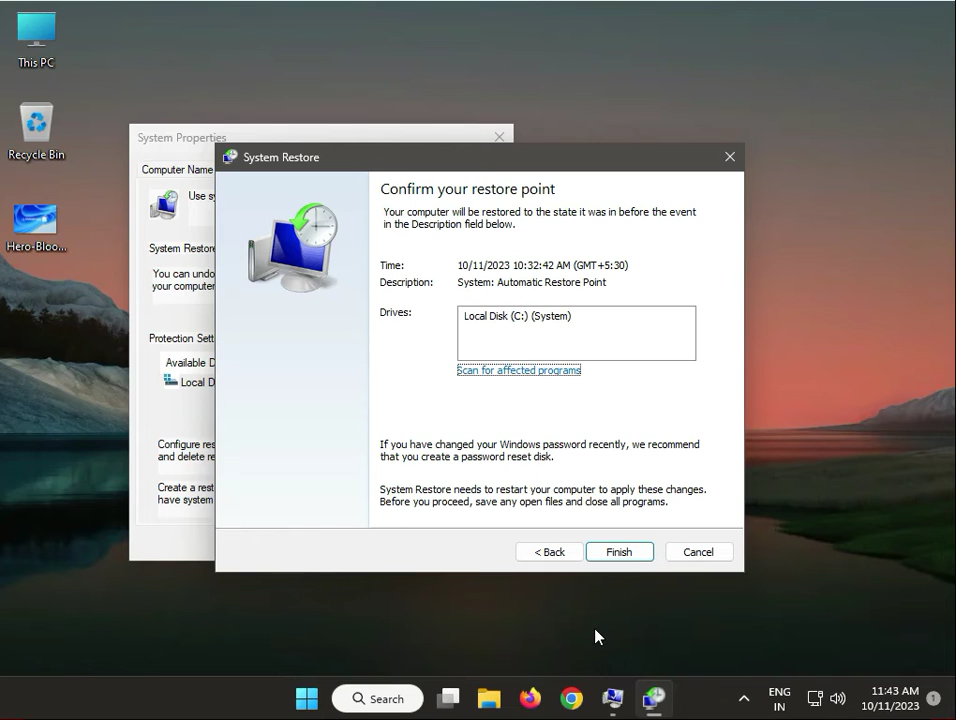 This PC
Recycle Bin
Hero-Bloo...
System Properties
Computer Name
Use sy
System Restore
You can undo
your computer
Protection Sett
Available D
Local D
Configure res
and delete re
Create a rest
have system
System Restore
Confirm your restore point
Your computer will be restored to the state it was in before the event
in the Description field below.
Time: 10/11/2023 10:32:42 AM (GMT+5:30)
Description: System: Automatic Restore Point
Drives: Local Disk (C:) (System)
Scan for affected programs
If you have changed your Windows password recently, we recommend
that you create a password reset disk.
System Restore needs to restart your computer to apply these changes.
Before you proceed, save any open files and close all programs.
< Back Finish Cancel
Search
ENG
IN
11:43 AM
10/11/2023
1